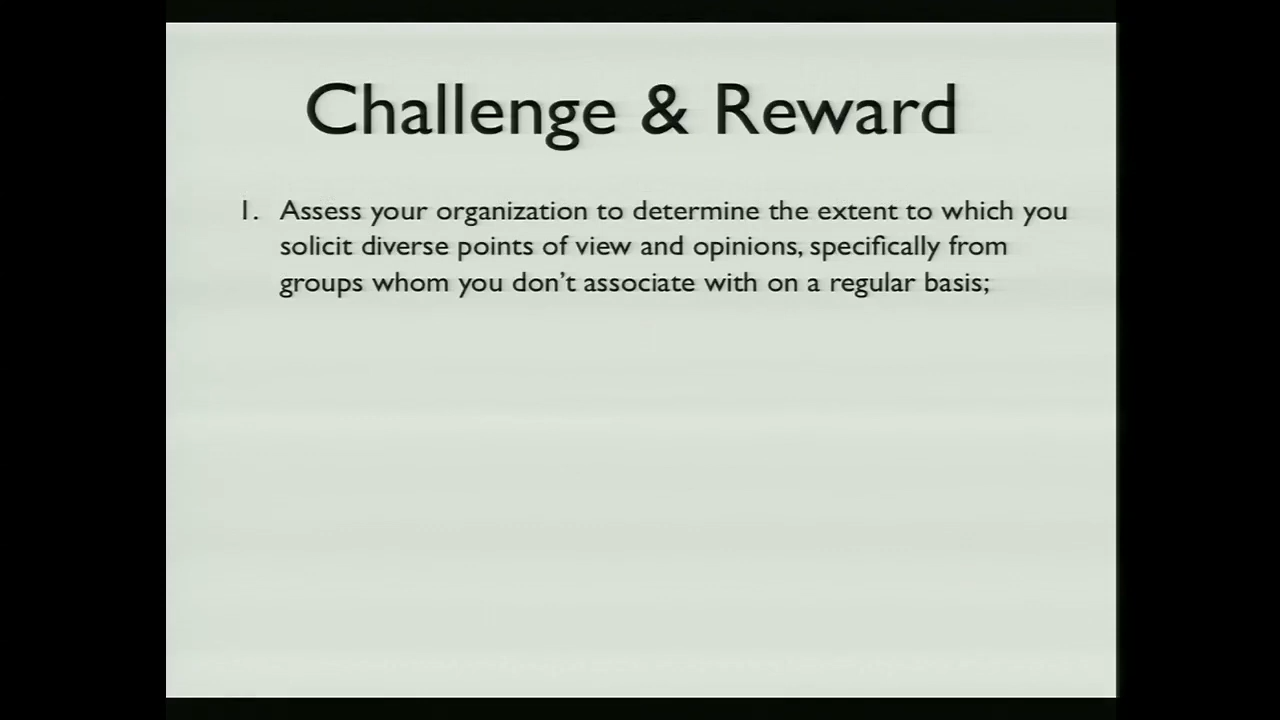 Challenge & Reward
1. Assess your organization to determine the extent to which you
solicit diverse points of view and opinions, specifically from
groups whom you don't associate with on a regular basis;